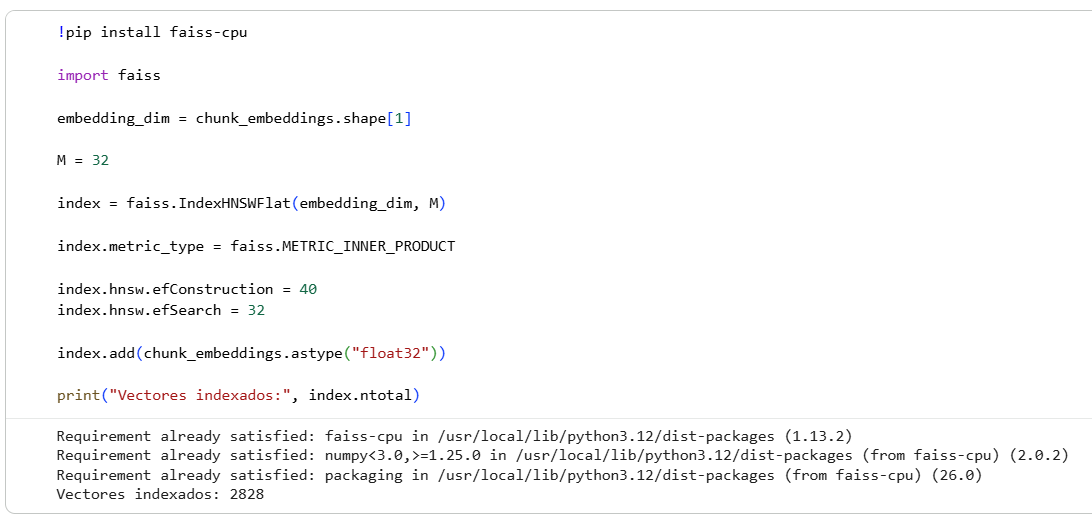 !pip install faiss-cpu
import faiss
embedding_dim = chunk_embeddings.shape[1]
M = 32
index = faiss.IndexHNSWFlat(embedding_dim, M)
index.metric_type = faiss.METRIC_INNER_PRODUCT
index.hnsw.efConstruction = 40
index.hnsw.efSearch = 32
index.add(chunk_embeddings.astype("float32"))
print("Vectores indexados:", index.ntotal)
Requirement already satisfied: faiss-cpu in /usr/local/lib/python3.12/dist-packages (1.13.2)
Requirement already satisfied: numpy<3.0,>=1.25.0 in /usr/local/lib/python3.12/dist-packages (from faiss-cpu) (2.0.2)
Requirement already satisfied: packaging in /usr/local/lib/python3.12/dist-packages (from faiss-cpu) (26.0)
Vectores indexados: 2828